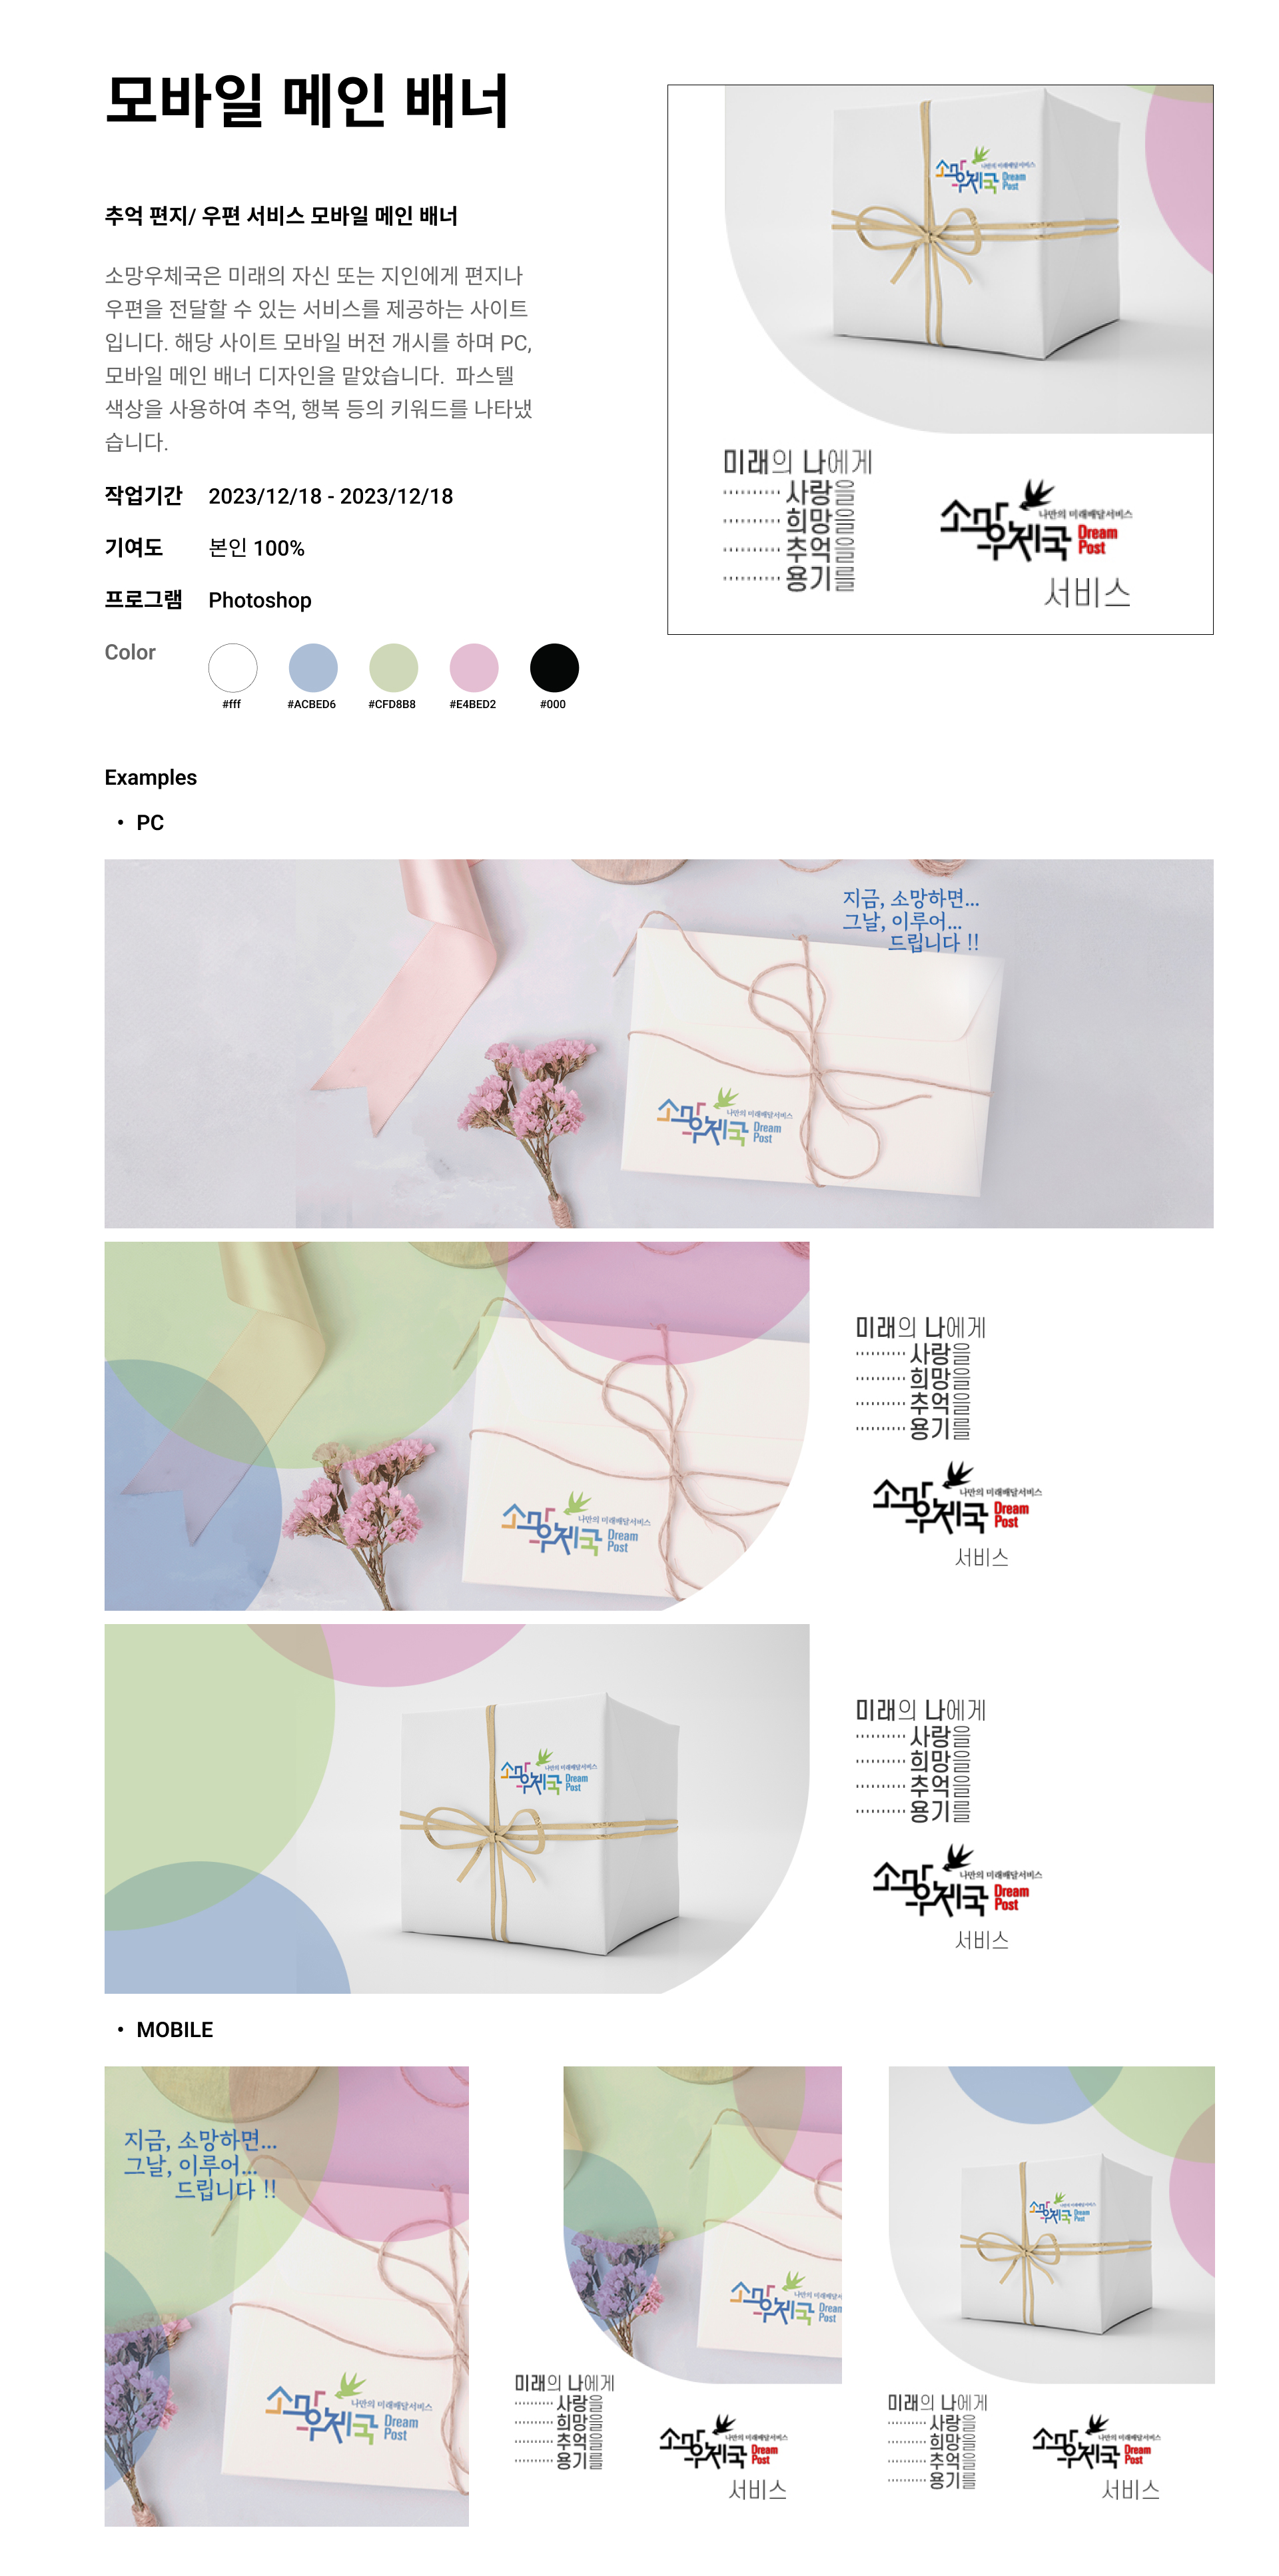 모바일 메인 배너
추억 편지/ 우편 서비스 모바일 메인 배너
소망우체국은 미래의 자신 또는 지인에게 편지나
우편을 전달할 수 있는 서비스를 제공하는 사이트
입니다. 해당 사이트 모바일 버전 개시를 하며 PC,
모바일 메인 배너 디자인을 맡았습니다.  파스텔
색상을 사용하여 추억, 행복 등의 키워드를 나타냈
습니다.
작업기간 2023/12/18 - 2023/12/18
기여도 본인 100%
프로그램 Photoshop
Color
#fff #ACBED6 #CFD8B8 #E4BED2 #000
나만의 미래배달서비스
소망우체국 Dream
Post
미래의 나에게
·········· 사랑을
·········· 희망을
·········· 추억을
·········· 용기를
나만의 미래배달서비스
소망우체국 Dream
Post
서비스
Examples
• PC
지금, 소망하면...
그날, 이루어...
드립니다 !!
나만의 미래배달서비스
소망우체국 Dream
Post
나만의 미래배달서비스
소망우체국 Dream
Post
미래의 나에게
·········· 사랑을
·········· 희망을
·········· 추억을
·········· 용기를
나만의 미래배달서비스
소망우체국 Dream
Post
서비스
나만의 미래배달서비스
소망우체국 Dream
Post
미래의 나에게
·········· 사랑을
·········· 희망을
·········· 추억을
·········· 용기를
나만의 미래배달서비스
소망우체국 Dream
Post
서비스
• MOBILE
지금, 소망하면...
그날, 이루어...
드립니다 !!
나만의 미래배달서비스
소망우체국 Dream
Post
나만의 미래배달
소망우체국 Dream
Post
미래의 나에게
·········· 사랑을
·········· 희망을
·········· 추억을
·········· 용기를
나만의 미래배달서비스
소망우체국 Dream
Post
서비스
나만의 미래배달서비스
소망우체국 Dream
Post
미래의 나에게
·········· 사랑을
·········· 희망을
·········· 추억을
·········· 용기를
나만의 미래배달서비스
소망우체국 Dream
Post
서비스